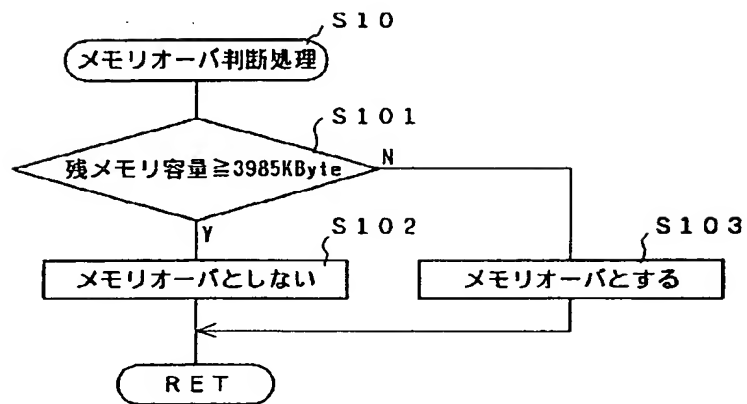 S10
メモリオーバ判断処理
S101
残メモリ容量≧3985KByte
N
Y
S102
S103
メモリオーバとしない
メモリオーバとする
RET